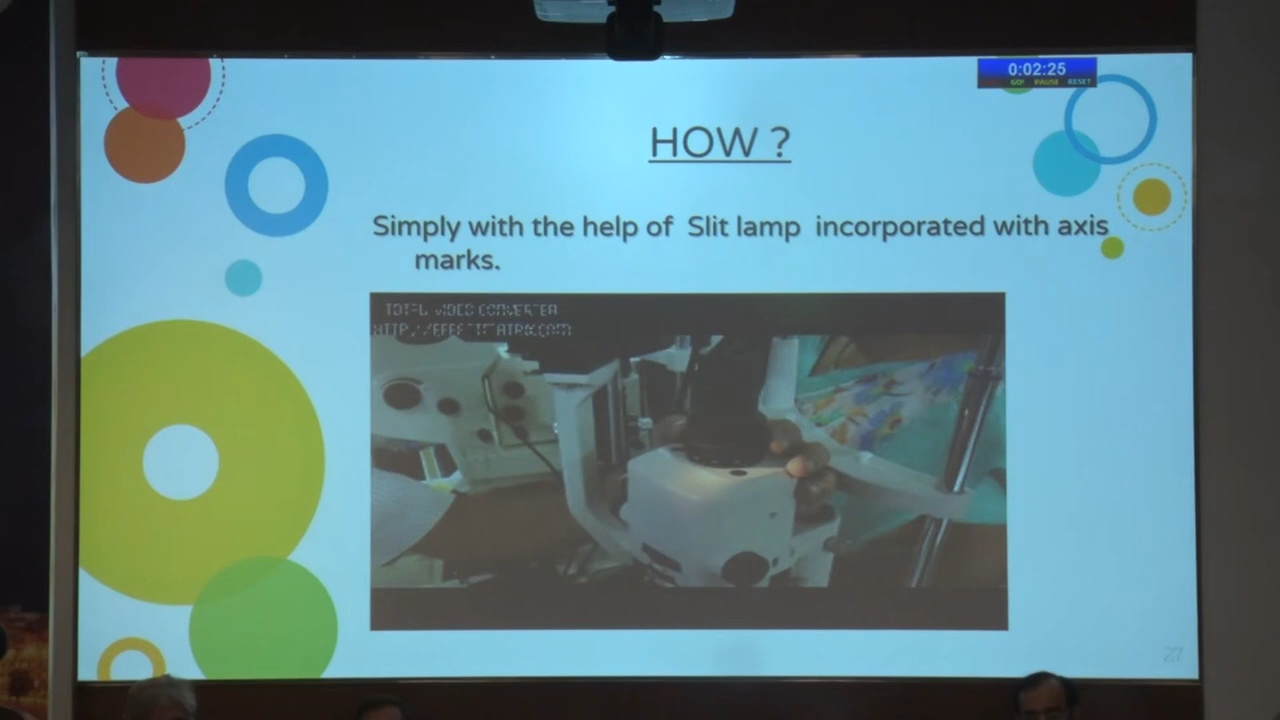 0:02:25
GO! PAUSE RESET
HOW ?
Simply with the help of Slit lamp incorporated with axis
marks.
TOTAL VIDEO CONVERTER
27